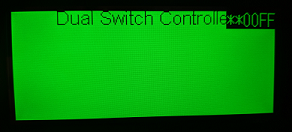 Dual Switch Controlle
**00FF